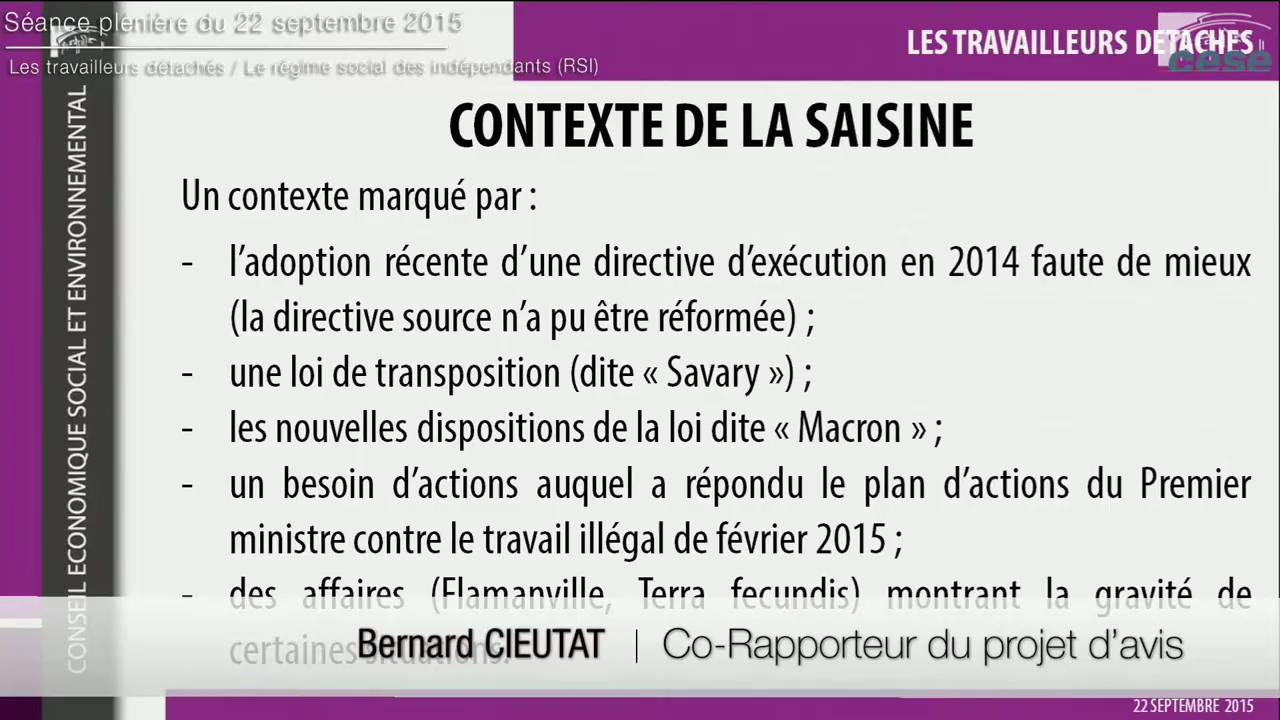 Séance plénière du 22 septembre 2015
Les travailleurs détachés / Le régime social des indépendants (RSI)
LES TRAVAILLEURS DÉTACHÉS
cese
CONSEIL ECONOMIQUE SOCIAL ET ENVIRONNEMENTAL
CONTEXTE DE LA SAISINE
Un contexte marqué par :
- l’adoption récente d’une directive d’exécution en 2014 faute de mieux
(la directive source n’a pu être réformée) ;
- une loi de transposition (dite « Savary ») ;
- les nouvelles dispositions de la loi dite « Macron » ;
- un besoin d’actions auquel a répondu le plan d’actions du Premier
ministre contre le travail illégal de février 2015 ;
- des affaires (Flamanville, Terra fecundis) montrant la gravité de
certaines situations.
Bernard CIEUTAT | Co-Rapporteur du projet d’avis
22 SEPTEMBRE 2015